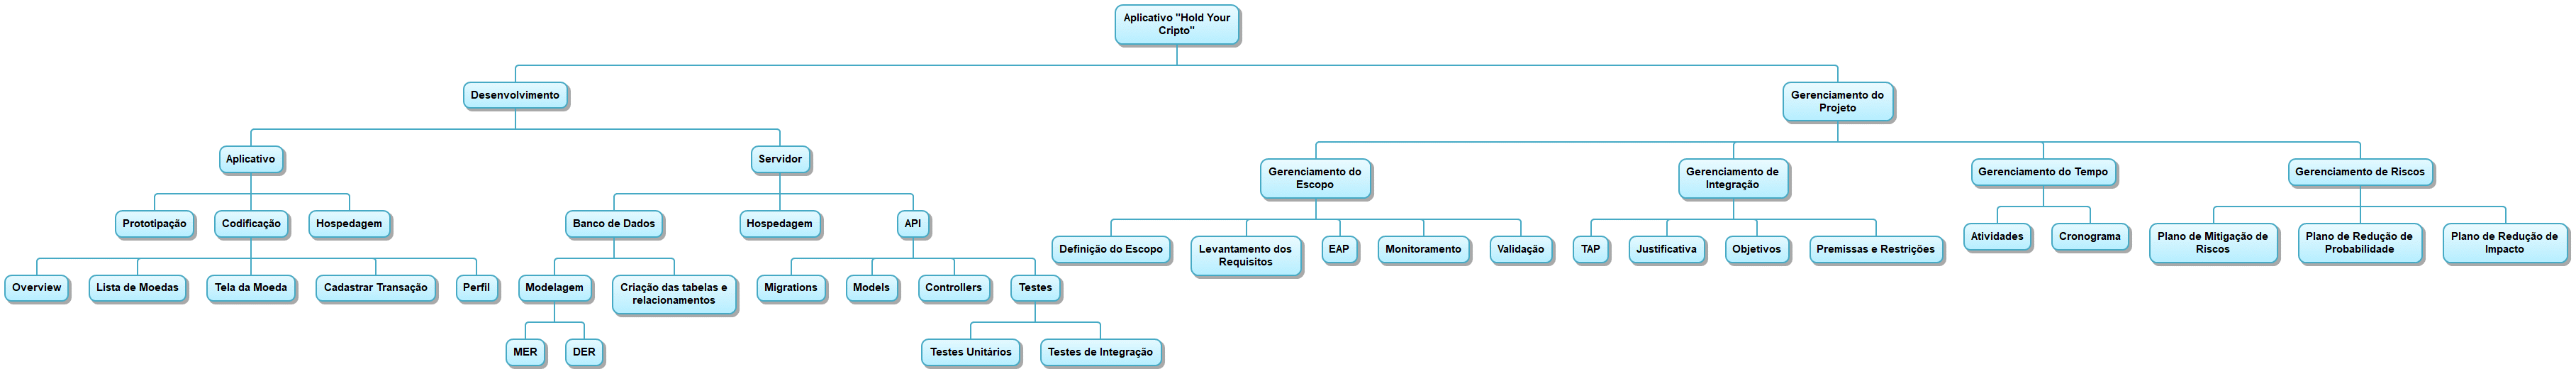 Aplicativo "Hold Your
Cripto"
Desenvolvimento
Gerenciamento do
Projeto
Aplicativo
Servidor
Gerenciamento do
Escopo
Gerenciamento de
Integração
Gerenciamento do Tempo
Gerenciamento de Riscos
Prototipação
Codificação
Hospedagem
Banco de Dados
Hospedagem
API
Definição do Escopo
Levantamento dos
Requisitos
EAP
Monitoramento
Validação
TAP
Justificativa
Objetivos
Premissas e Restrições
Atividades
Cronograma
Plano de Mitigação de
Riscos
Plano de Redução de
Probabilidade
Plano de Redução de
Impacto
Overview
Lista de Moedas
Tela da Moeda
Cadastrar Transação
Perfil
Modelagem
Criação das tabelas e
relacionamentos
Migrations
Models
Controllers
Testes
MER
DER
Testes Unitários
Testes de Integração